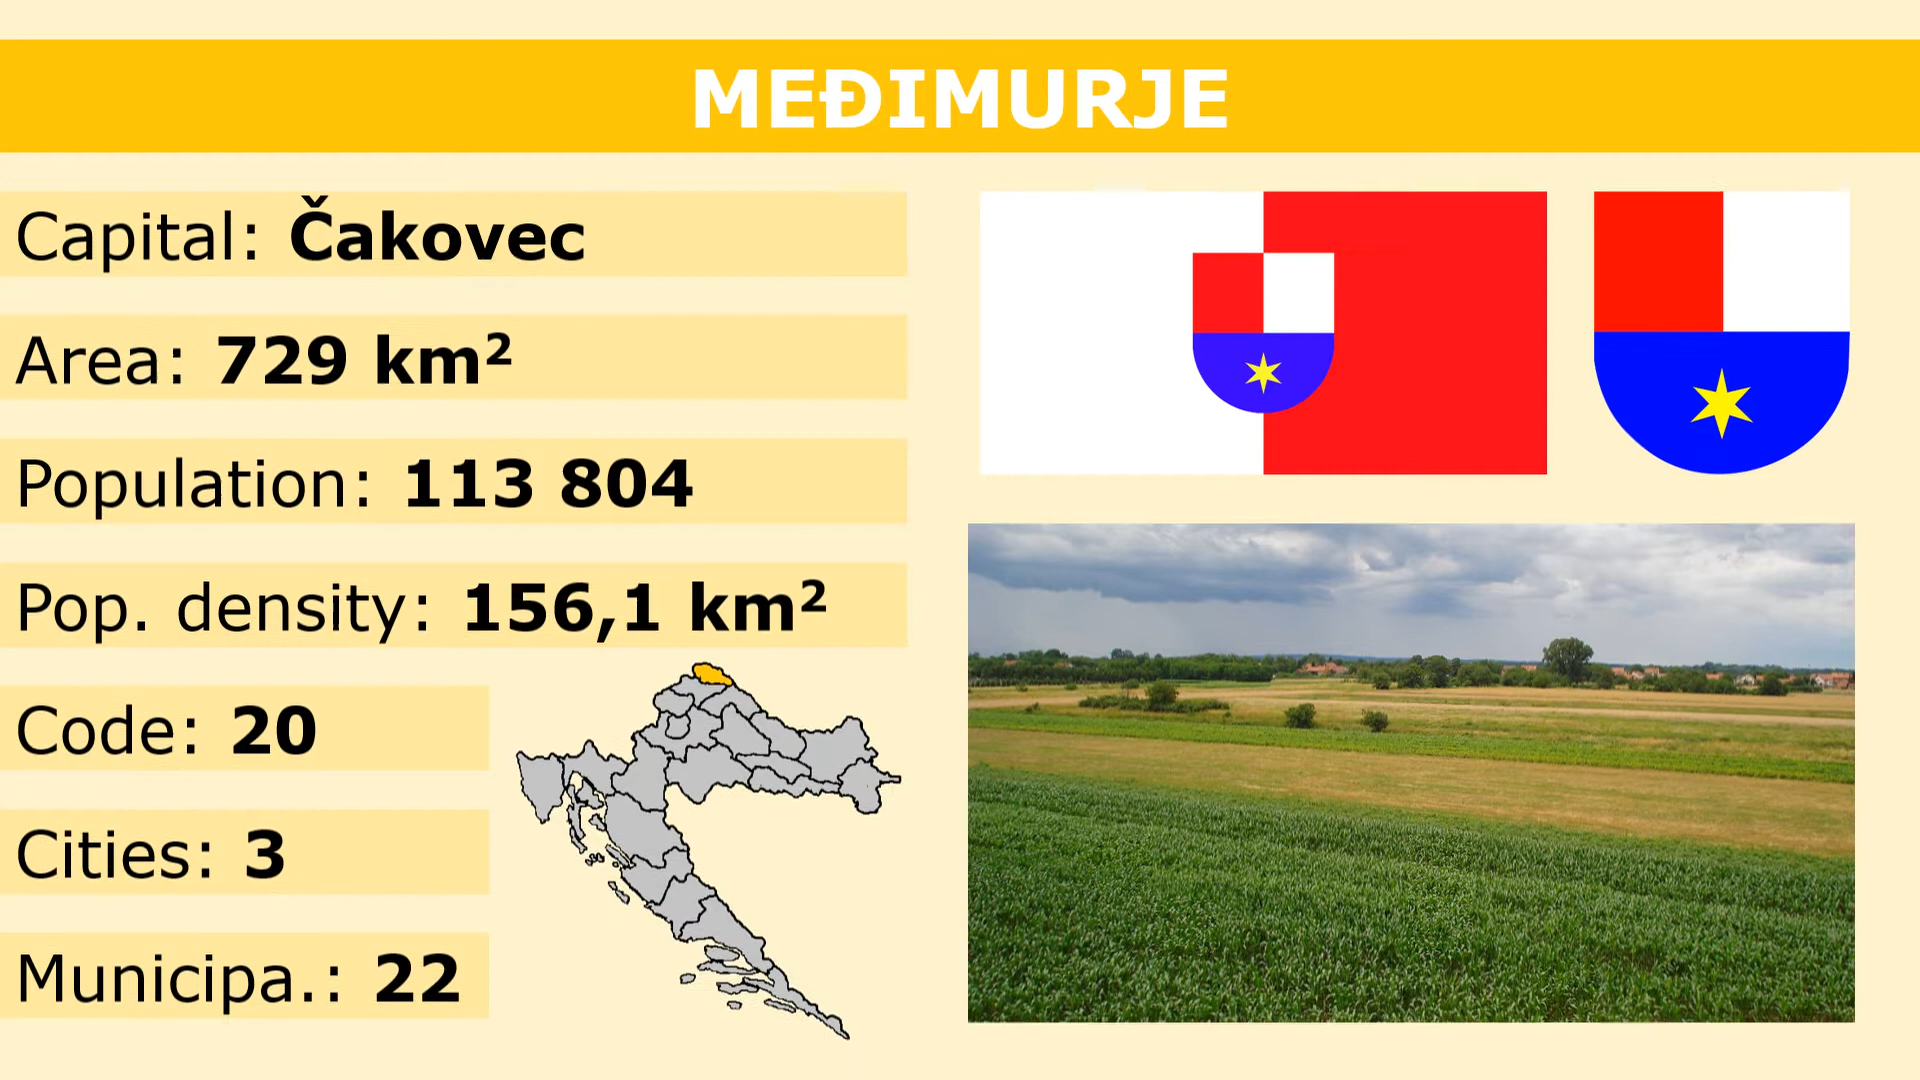 MEĐIMURJE
Capital: Čakovec
Area: 729 km²
Population: 113 804
Pop. density: 156,1 km²
Code: 20
Cities: 3
Municipa.: 22